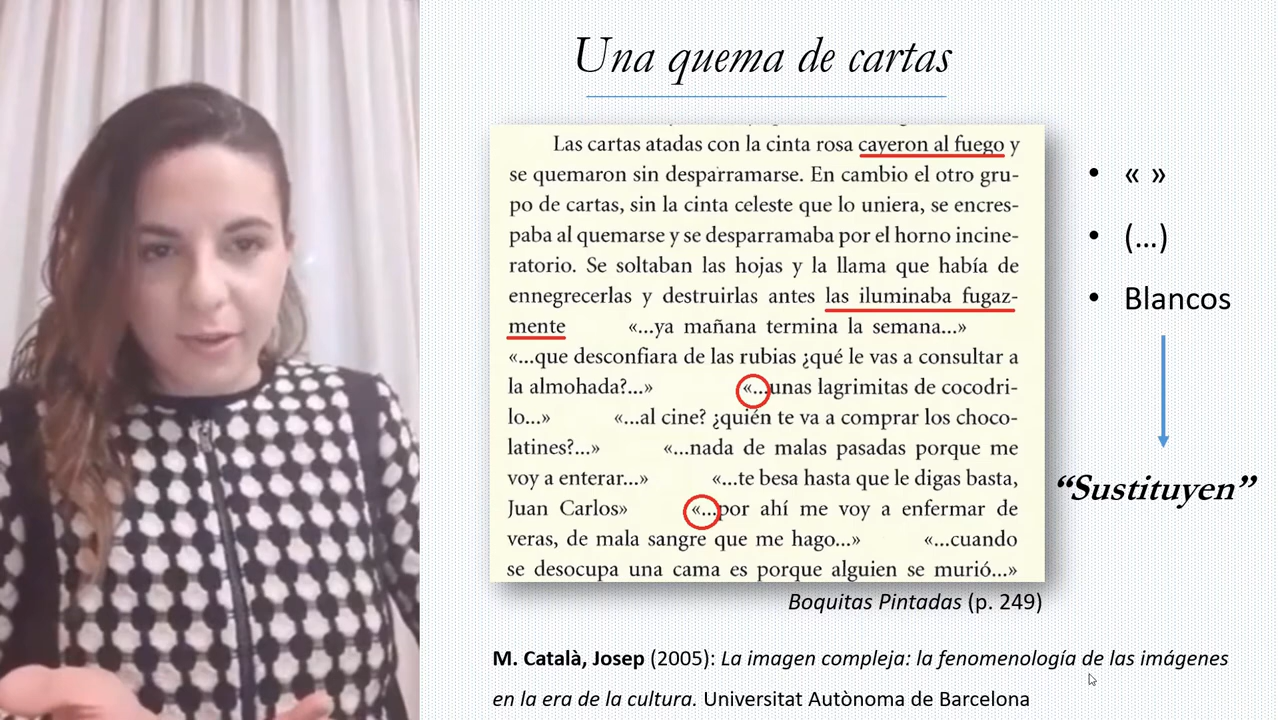 Una quema de cartas
Las cartas atadas con la cinta rosa cayeron al fuego y
se quemaron sin desparramarse. En cambio el otro gru-
po de cartas, sin la cinta celeste que lo uniera, se encres-
paba al quemarse y se desparramaba por el horno incine-
ratorio. Se soltaban las hojas y la llama que había de
ennegrecerlas y destruirlas antes las iluminaba fugaz-
mente «...ya mañana termina la semana...»
«...que desconfiara de las rubias ¿qué le vas a consultar a
la almohada?...» «...unas lagrimitas de cocodri-
lo...» «...al cine? ¿quién te va a comprar los choco-
latines?...» «...nada de malas pasadas porque me
voy a enterar...» «...te besa hasta que le digas basta,
Juan Carlos» «...por ahí me voy a enfermar de
veras, de mala sangre que me hago...» «...cuando
se desocupa una cama es porque alguien se murió...»
Boquitas Pintadas (p. 249)
• « »
• (...)
• Blancos
“Sustituyen”
M. Català, Josep (2005): La imagen compleja: la fenomenología de las imágenes
en la era de la cultura. Universitat Autònoma de Barcelona